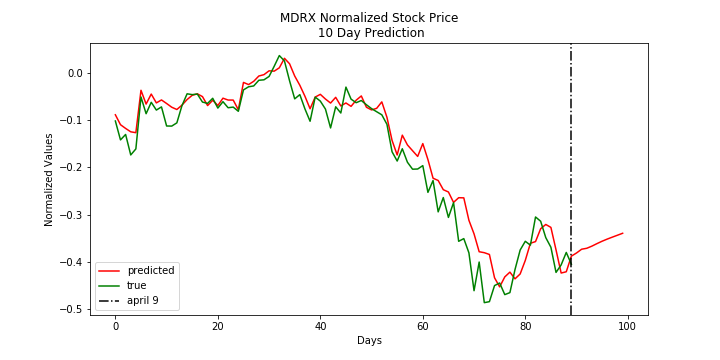 MDRX Normalized Stock Price
10 Day Prediction
Normalized Values
0.0
−0.1
−0.2
−0.3
−0.4
−0.5
predicted
true
april 9
0 20 40 60 80 100
Days